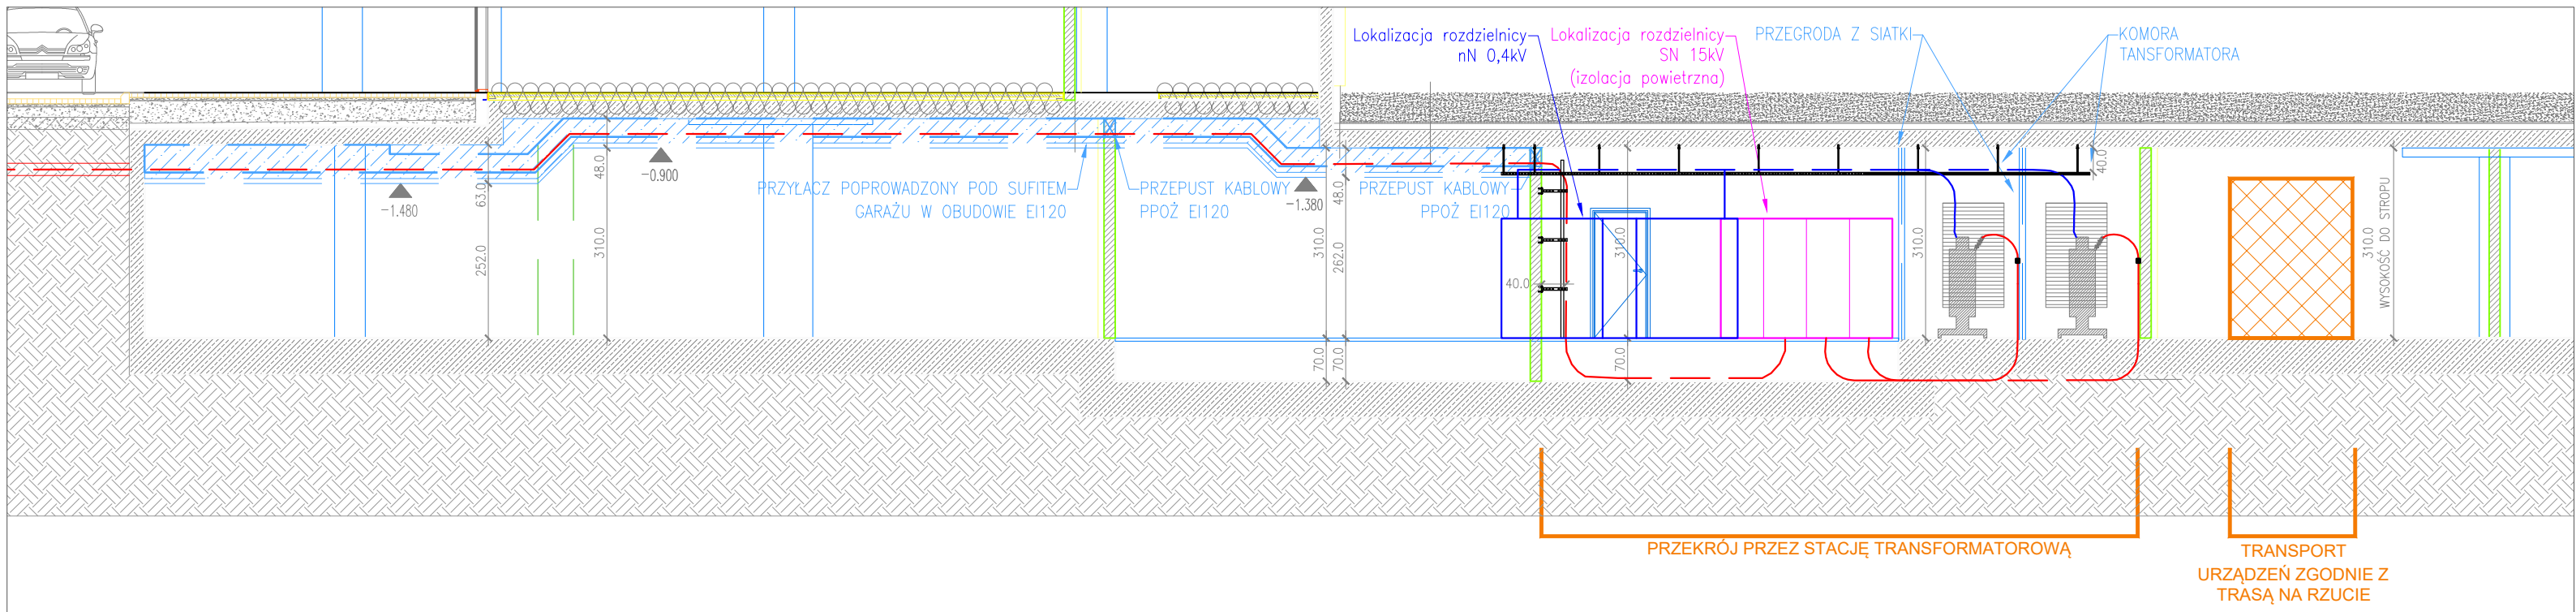 Lokalizacja rozdzielnicy
nN 0,4kV
Lokalizacja rozdzielnicy
SN 15kV
(izolacja powietrzna)
PRZEGRODA Z SIATKI
KOMORA
TANSFORMATORA
-1.480
63.0
252.0
48.0
310.0
-0.900
PRZYŁACZ POPROWADZONY POD SUFITEM
GARAŻU W OBUDOWIE EI120
PRZEPUST KABLOWY
PPOŻ EI120
-1.380
310.0
70.0
48.0
262.0
70.0
PRZEPUST KABLOWY
PPOŻ EI120
40.0
310.0
70.0
310.0
40.0
310.0
WYSOKOŚĆ DO STROPU
PRZEKRÓJ PRZEZ STACJĘ TRANSFORMATOROWĄ
TRANSPORT
URZĄDZEŃ ZGODNIE Z
TRASĄ NA RZUCIE